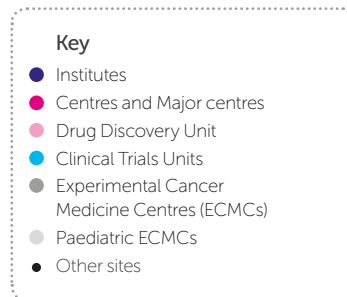 Key
Institutes
Centres and Major centres
Drug Discovery Unit
Clinical Trials Units
Experimental Cancer
Medicine Centres (ECMCs)
Paediatric ECMCs
Other sites